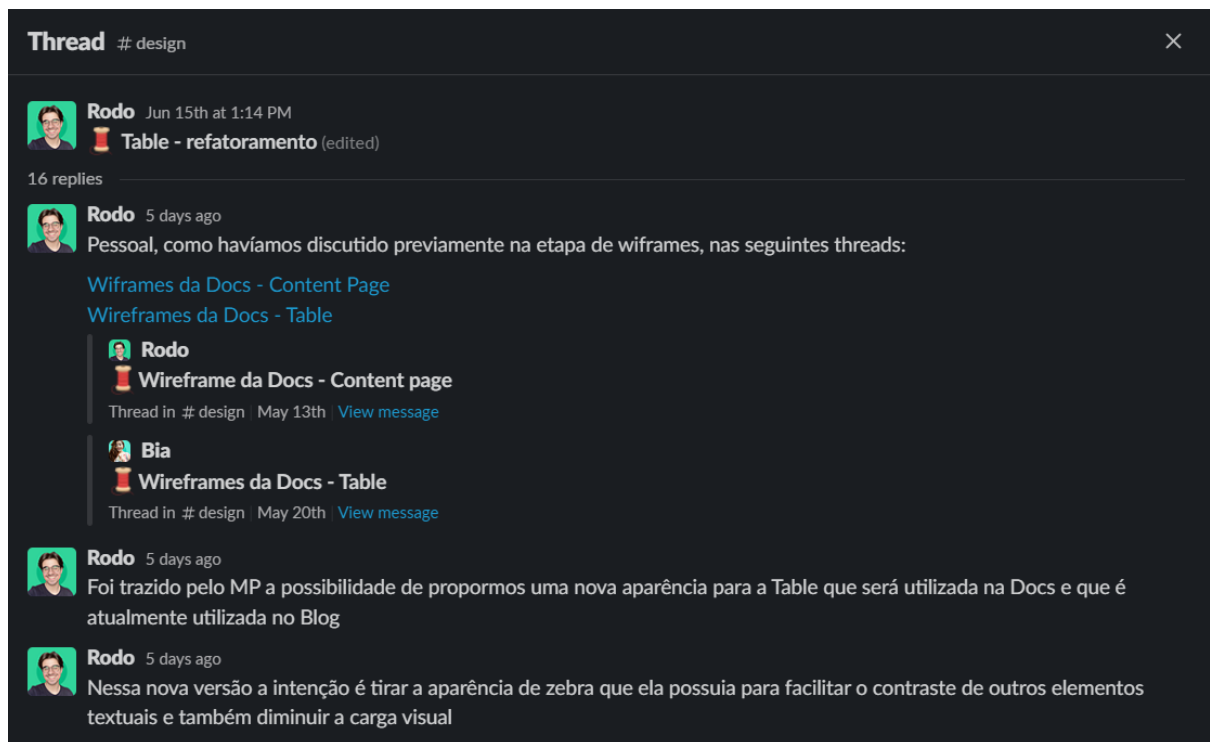 Thread # design
Rodo Jun 15th at 1:14 PM
Table - refatoramento (edited)
16 replies
Rodo 5 days ago
Pessoal, como havíamos discutido previamente na etapa de wiframes, nas seguintes threads:
Wiframes da Docs - Content Page
Wireframes da Docs - Table
Rodo
Wireframe da Docs - Content page
Thread in # design | May 13th | View message
Bia
Wireframes da Docs - Table
Thread in # design | May 20th | View message
Rodo 5 days ago
Foi trazido pelo MP a possibilidade de propormos uma nova aparência para a Table que será utilizada na Docs e que é
atualmente utilizada no Blog
Rodo 5 days ago
Nessa nova versão a intenção é tirar a aparência de zebra que ela possuia para facilitar o contraste de outros elementos
textuais e também diminuir a carga visual